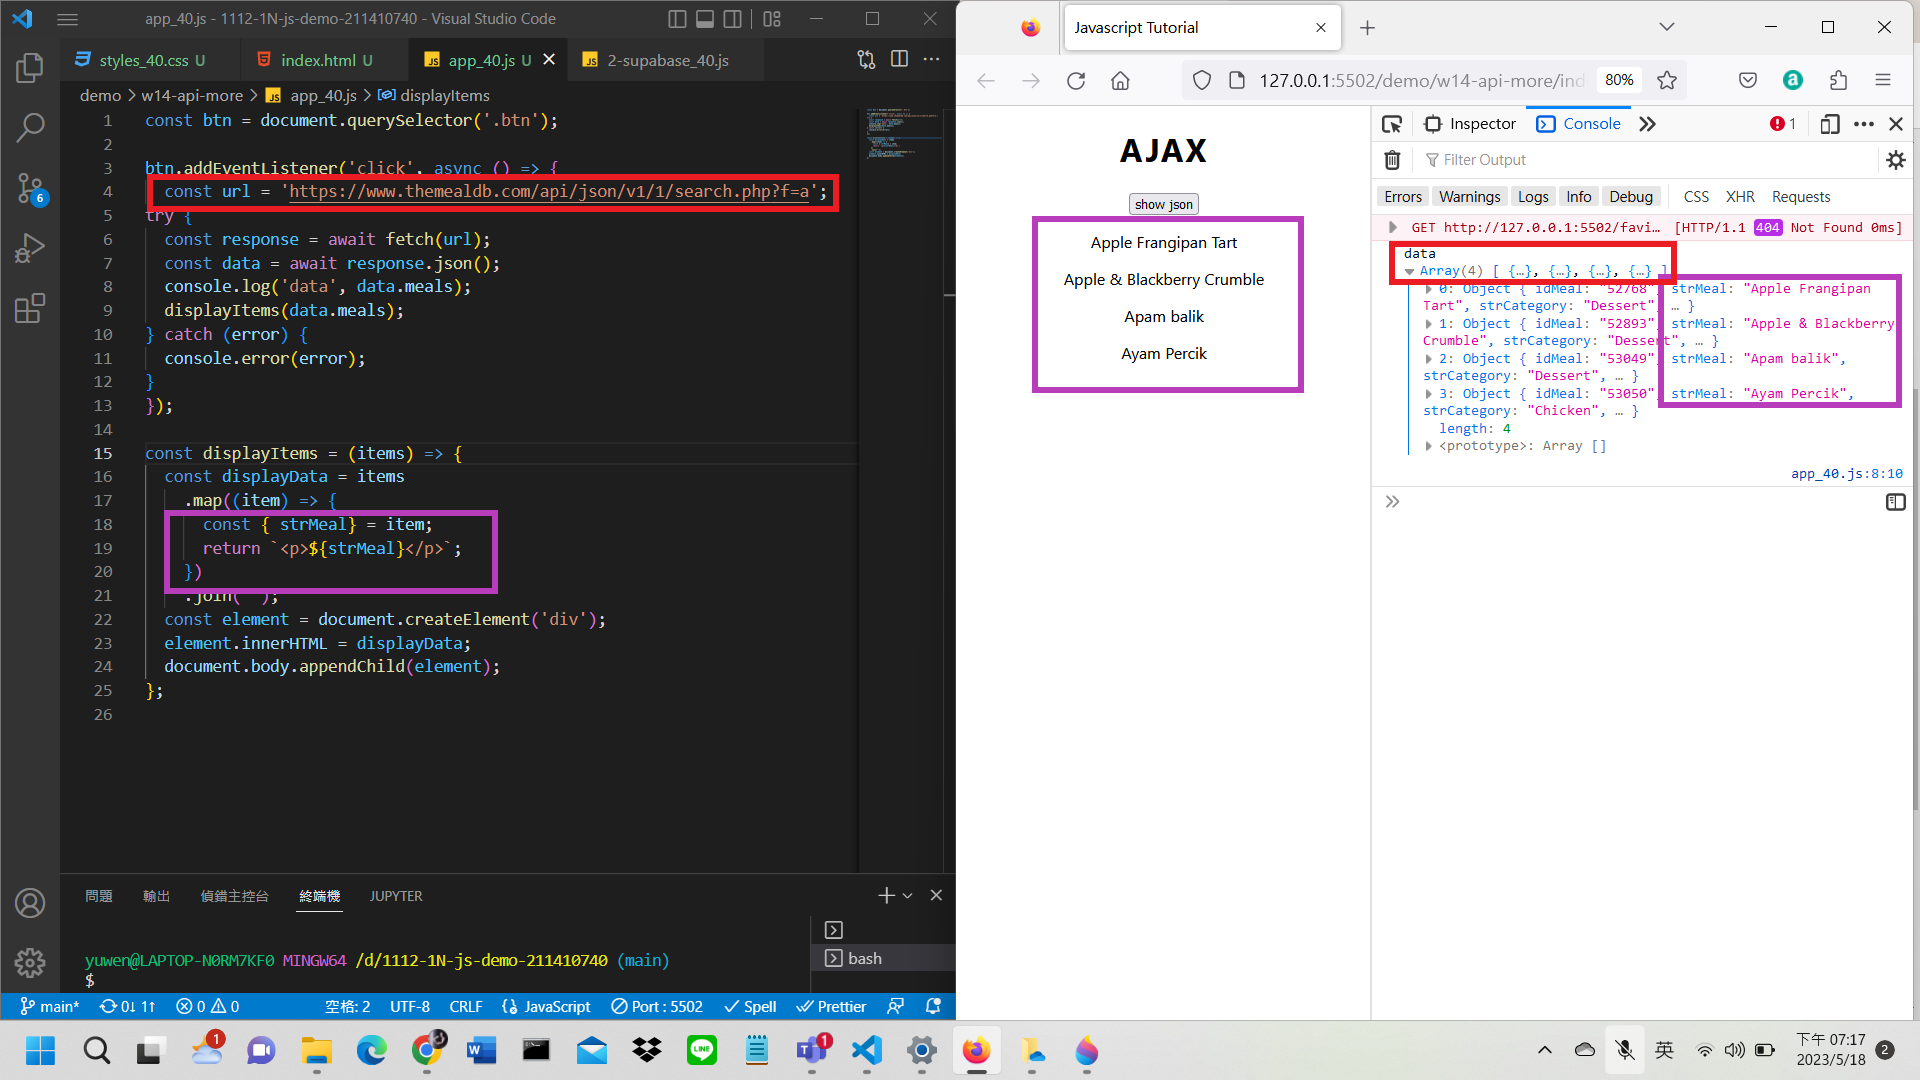 app_40.js - 1112-1N-js-demo-211410740 - Visual Studio Code
styles_40.css U
index.html U
app_40.js U
2-supabase_40.js
demo > w14-api-more > app_40.js > displayItems
1 const btn = document.querySelector('.btn');
2
3 btn.addEventListener('click', async () => {
4 const url = 'https://www.themealdb.com/api/json/v1/1/search.php?f=a';
5 try {
6 const response = await fetch(url);
7 const data = await response.json();
8 console.log('data', data.meals);
9 displayItems(data.meals);
10 } catch (error) {
11 console.error(error);
12 }
13 });
14
15 const displayItems = (items) => {
16 const displayData = items
17 .map((item) => {
18 const { strMeal} = item;
19 return `<p>${strMeal}</p>`;
20 })
21 .join( );
22 const element = document.createElement('div');
23 element.innerHTML = displayData;
24 document.body.appendChild(element);
25 };
26
6
問題
輸出
偵錯主控台
終端機
JUPYTER
yuwen@LAPTOP-N0RM7KF0 MINGW64 /d/1112-1N-js-demo-211410740 (main)
$
bash
main*
0↓ 1↑
0
0
空格: 2
UTF-8
CRLF
JavaScript
Port : 5502
Spell
Prettier
Javascript Tutorial
127.0.0.1:5502/demo/w14-api-more/ind
80%
AJAX
show json
Apple Frangipan Tart
Apple & Blackberry Crumble
Apam balik
Ayam Percik
Inspector
Console
1
Filter Output
Errors
Warnings
Logs
Info
Debug
CSS
XHR
Requests
GET http://127.0.0.1:5502/favi… [HTTP/1.1 404 Not Found 0ms]
data
Array(4) [ {…}, {…}, {…}, {…} ]
0: Object { idMeal: "52768", strMeal: "Apple Frangipan
Tart", strCategory: "Dessert", … }
1: Object { idMeal: "52893", strMeal: "Apple & Blackberry
Crumble", strCategory: "Dessert", … }
2: Object { idMeal: "53049", strMeal: "Apam balik",
strCategory: "Dessert", … }
3: Object { idMeal: "53050", strMeal: "Ayam Percik",
strCategory: "Chicken", … }
length: 4
<prototype>: Array []
app_40.js:8:10
1
1
英
下午 07:17
2023/5/18
2